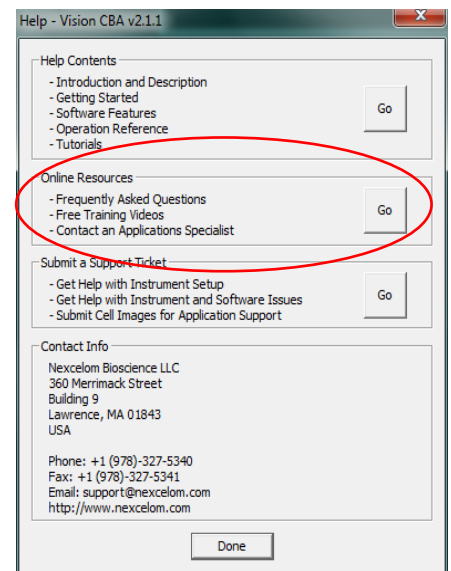 Help - Vision CBA v2.1.1
x
Help Contents
- Introduction and Description
- Getting Started
- Software Features
- Operation Reference
- Tutorials
Go
Online Resources
- Frequently Asked Questions
- Free Training Videos
- Contact an Applications Specialist
Go
Submit a Support Ticket
- Get Help with Instrument Setup
- Get Help with Instrument and Software Issues
- Submit Cell Images for Application Support
Go
Contact Info
Nexcelom Bioscience LLC
360 Merrimack Street
Building 9
Lawrence, MA 01843
USA
Phone: +1 (978)-327-5340
Fax: +1 (978)-327-5341
Email: support@nexcelom.com
http://www.nexcelom.com
Done